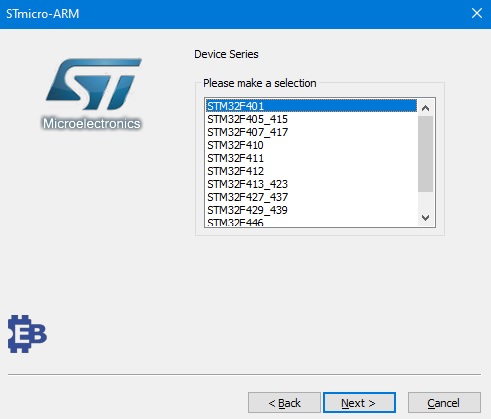 STmicro-ARM
ST
Microelectronics
Device Series
Please make a selection
STM32F401
STM32F405_415
STM32F407_417
STM32F410
STM32F411
STM32F412
STM32F413_423
STM32F427_437
STM32F429_439
STM32F446
EB
< Back
Next >
Cancel